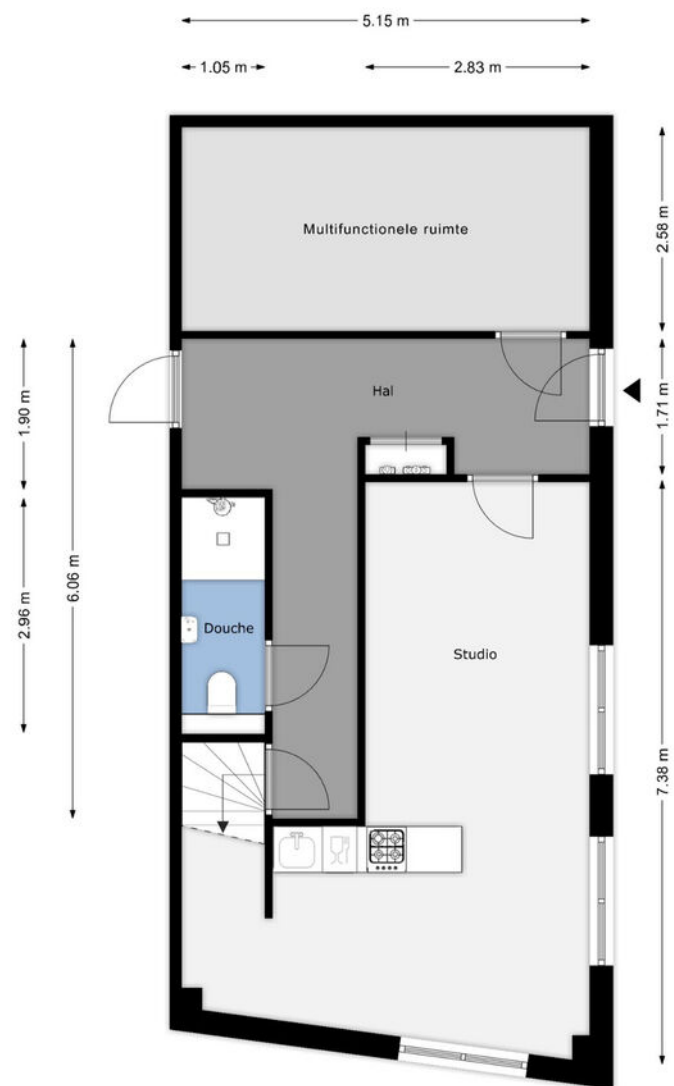 5.15 m
1.05 m
2.83 m
Multifunctionele ruimte
2.58 m
Hal
1.71 m
1.90 m
6.06 m
2.96 m
Douche
Studio
7.38 m